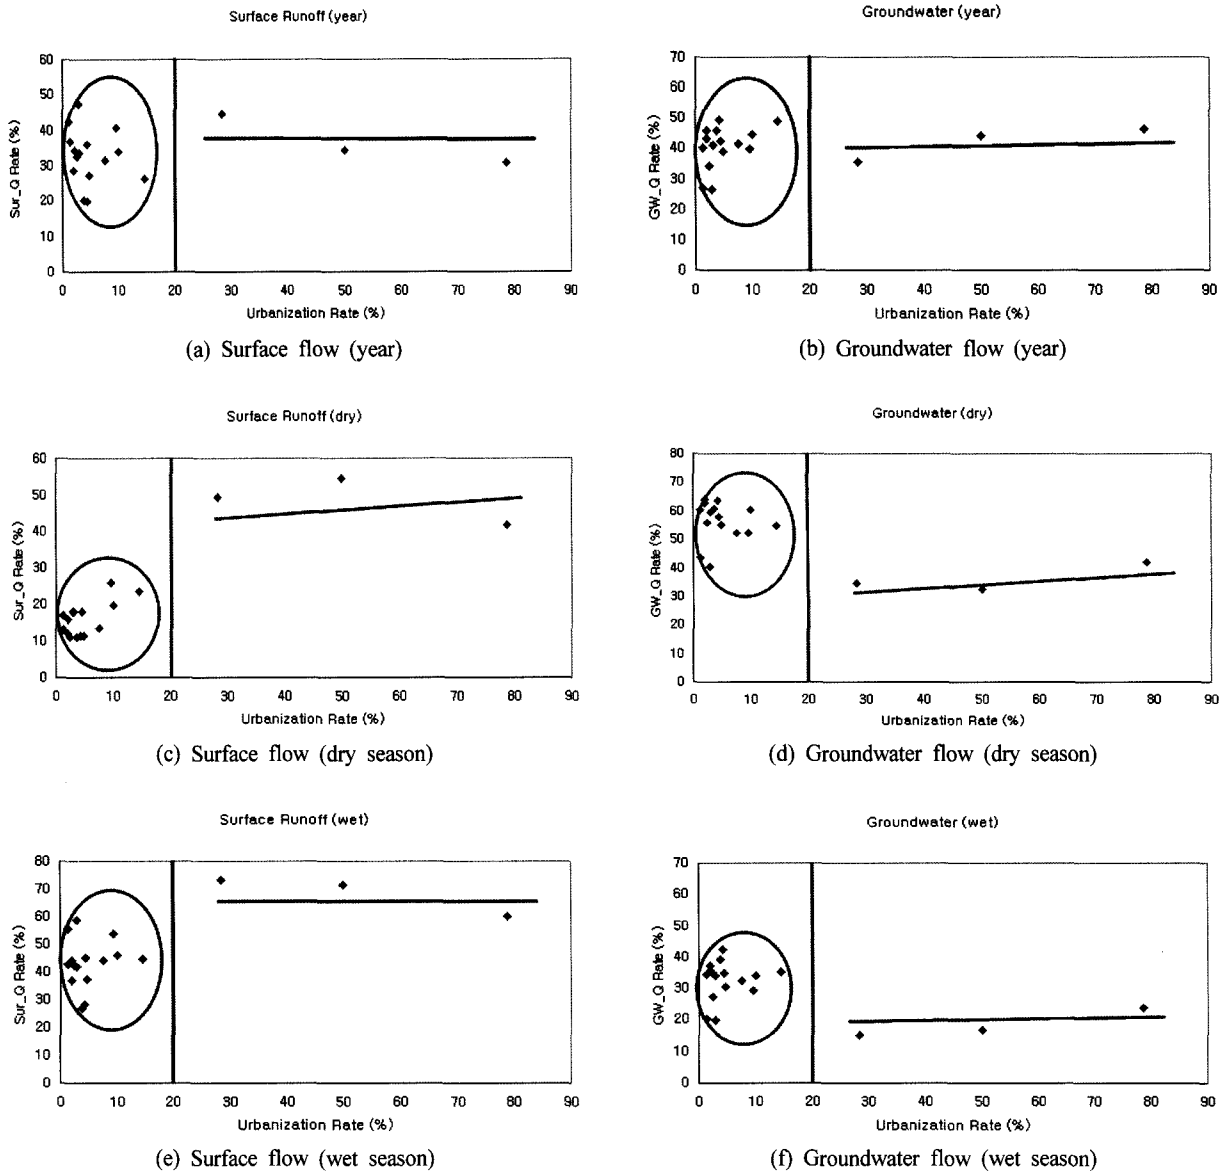 Surface Runoff (year)
Sur_Q Rate (%)
60
50
40
30
20
10
0
0 10 20 30 40 50 60 70 80 90
Urbanization Rate (%)
(a) Surface flow (year)
Groundwater (year)
GW_Q Rate (%)
70
60
50
40
30
20
10
0
0 10 20 30 40 50 60 70 80 90
Urbanization Rate (%)
(b) Groundwater flow (year)
Surface Runoff (dry)
Sur_Q Rate (%)
60
50
40
30
20
10
0
0 10 20 30 40 50 60 70 80 90
Urbanization Rate (%)
(c) Surface flow (dry season)
Groundwater (dry)
GW_Q Rate (%)
80
70
60
50
40
30
20
10
0
0 10 20 30 40 50 60 70 80 90
Urbanization Rate (%)
(d) Groundwater flow (dry season)
Surface Runoff (wet)
Sur_Q Rate (%)
80
70
60
50
40
30
20
10
0
0 10 20 30 40 50 60 70 80 90
Urbanization Rate (%)
(e) Surface flow (wet season)
Groundwater (wet)
GW_Q Rate (%)
70
60
50
40
30
20
10
0
0 10 20 30 40 50 60 70 80 90
Urbanization Rate (%)
(f) Groundwater flow (wet season)